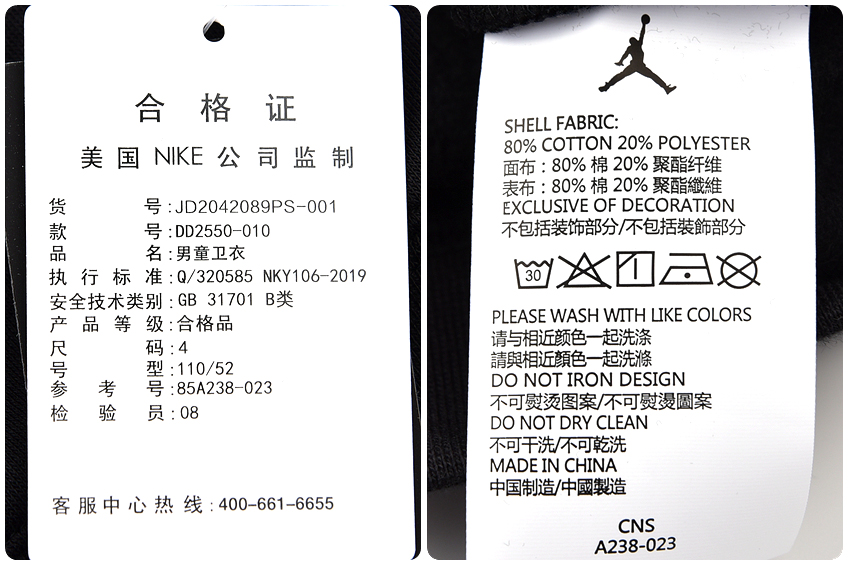 合格证
美国NIKE公司监制
货号:JD2042089PS-001
款号:DD2550-010
品名:男童卫衣
执行标准:Q/320585 NKY106-2019
安全技术类别:GB 31701 B类
产品等级:合格品
尺码:4
号型:110/52
参考号:85A238-023
检验员:08
客服中心热线:400-661-6655
SHELL FABRIC:
80% COTTON 20% POLYESTER
面布:80% 棉 20% 聚酯纤维
表布:80% 棉 20% 聚酯纖維
EXCLUSIVE OF DECORATION
不包括装饰部分/不包括裝飾部分
30
PLEASE WASH WITH LIKE COLORS
请与相近颜色一起洗涤
請與相近顏色一起洗滌
DO NOT IRON DESIGN
不可熨烫图案/不可熨燙圖案
DO NOT DRY CLEAN
不可干洗/不可乾洗
MADE IN CHINA
中国制造/中國製造
CNS
A238-023